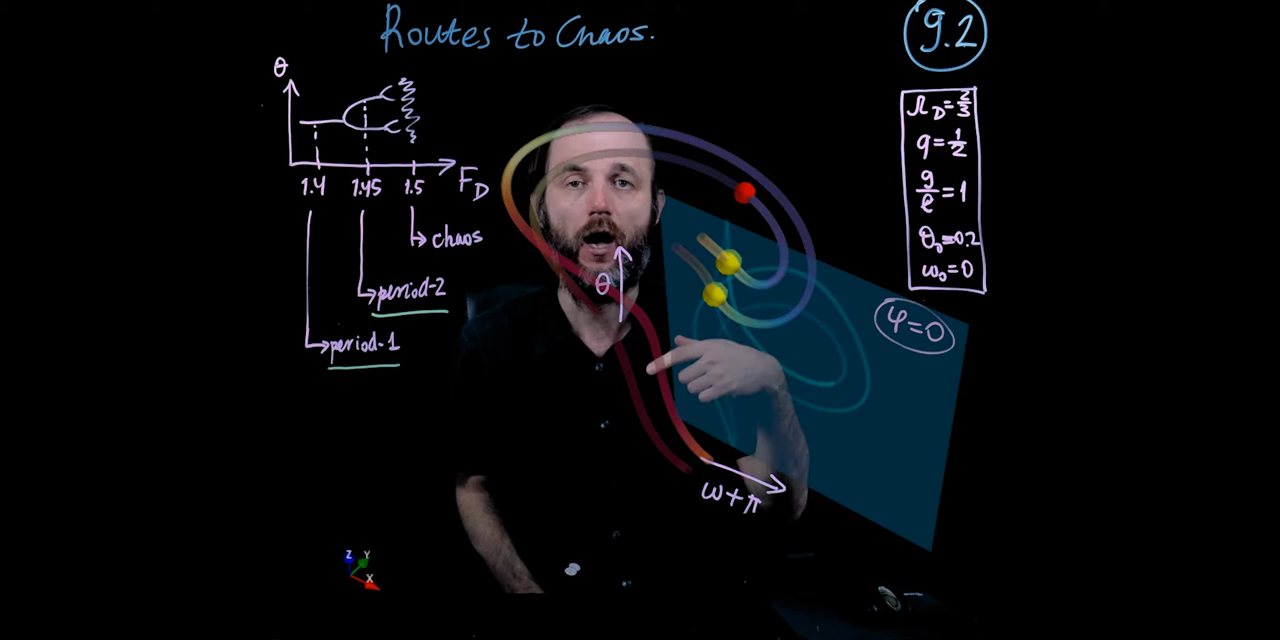 Routes to Chaos.
9.2
θ
1.4 1.45 1.5 F_D
chaos
period-2
period-1
Ω_D=2/3
q=1/2
g/ℓ=1
θ₀=0.2
ω₀=0
φ=0
θ
ω+π
Z Y
X